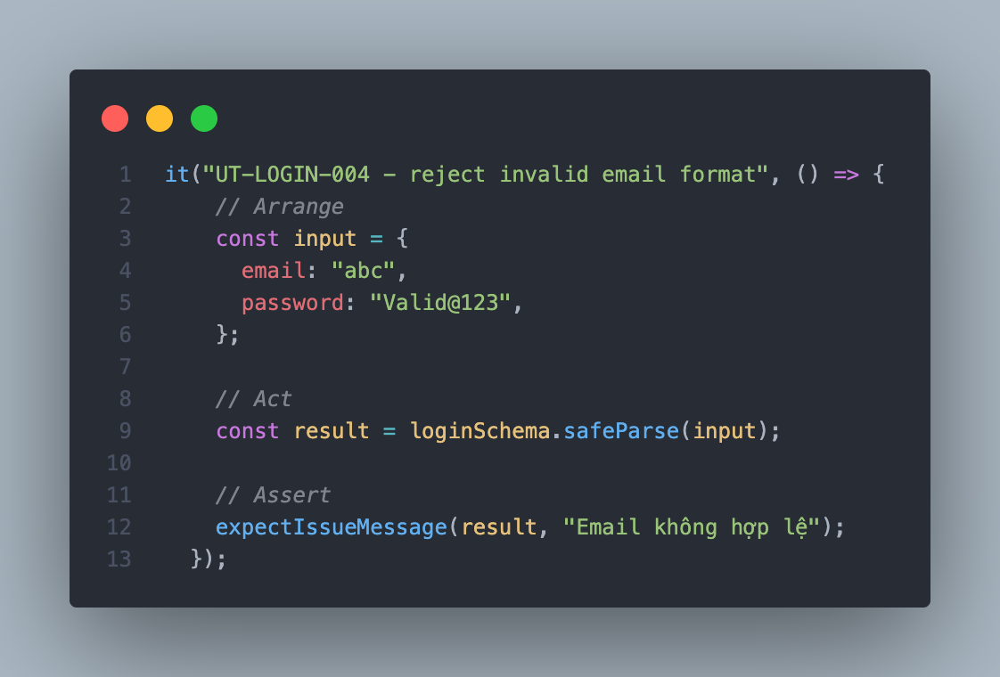 1 it("UT-LOGIN-004 - reject invalid email format", () => {
2 // Arrange
3 const input = {
4 email: "abc",
5 password: "Valid@123",
6 };
7
8 // Act
9 const result = loginSchema.safeParse(input);
10
11 // Assert
12 expectIssueMessage(result, "Email không hợp lệ");
13 });